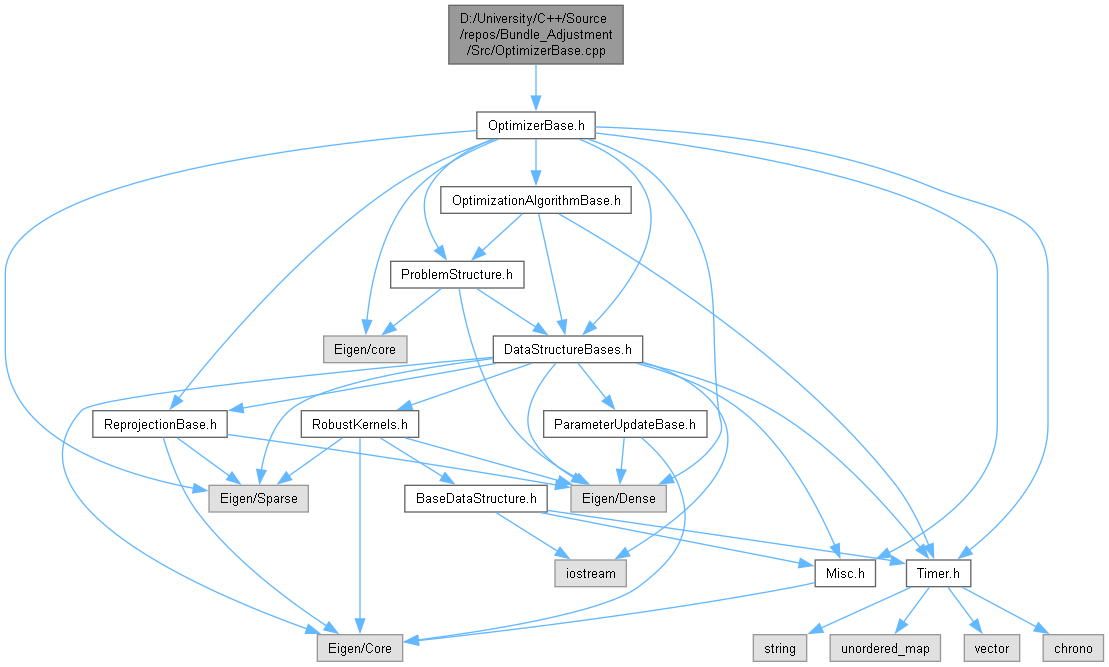 D:/University/C++/Source
/repos/Bundle_Adjustment
/Src/OptimizerBase.cpp
OptimizerBase.h
OptimizationAlgorithmBase.h
ProblemStructure.h
Eigen/core
DataStructureBases.h
ReprojectionBase.h
RobustKernels.h
ParameterUpdateBase.h
Eigen/Sparse
BaseDataStructure.h
Eigen/Dense
iostream
Misc.h
Timer.h
Eigen/Core
string
unordered_map
vector
chrono